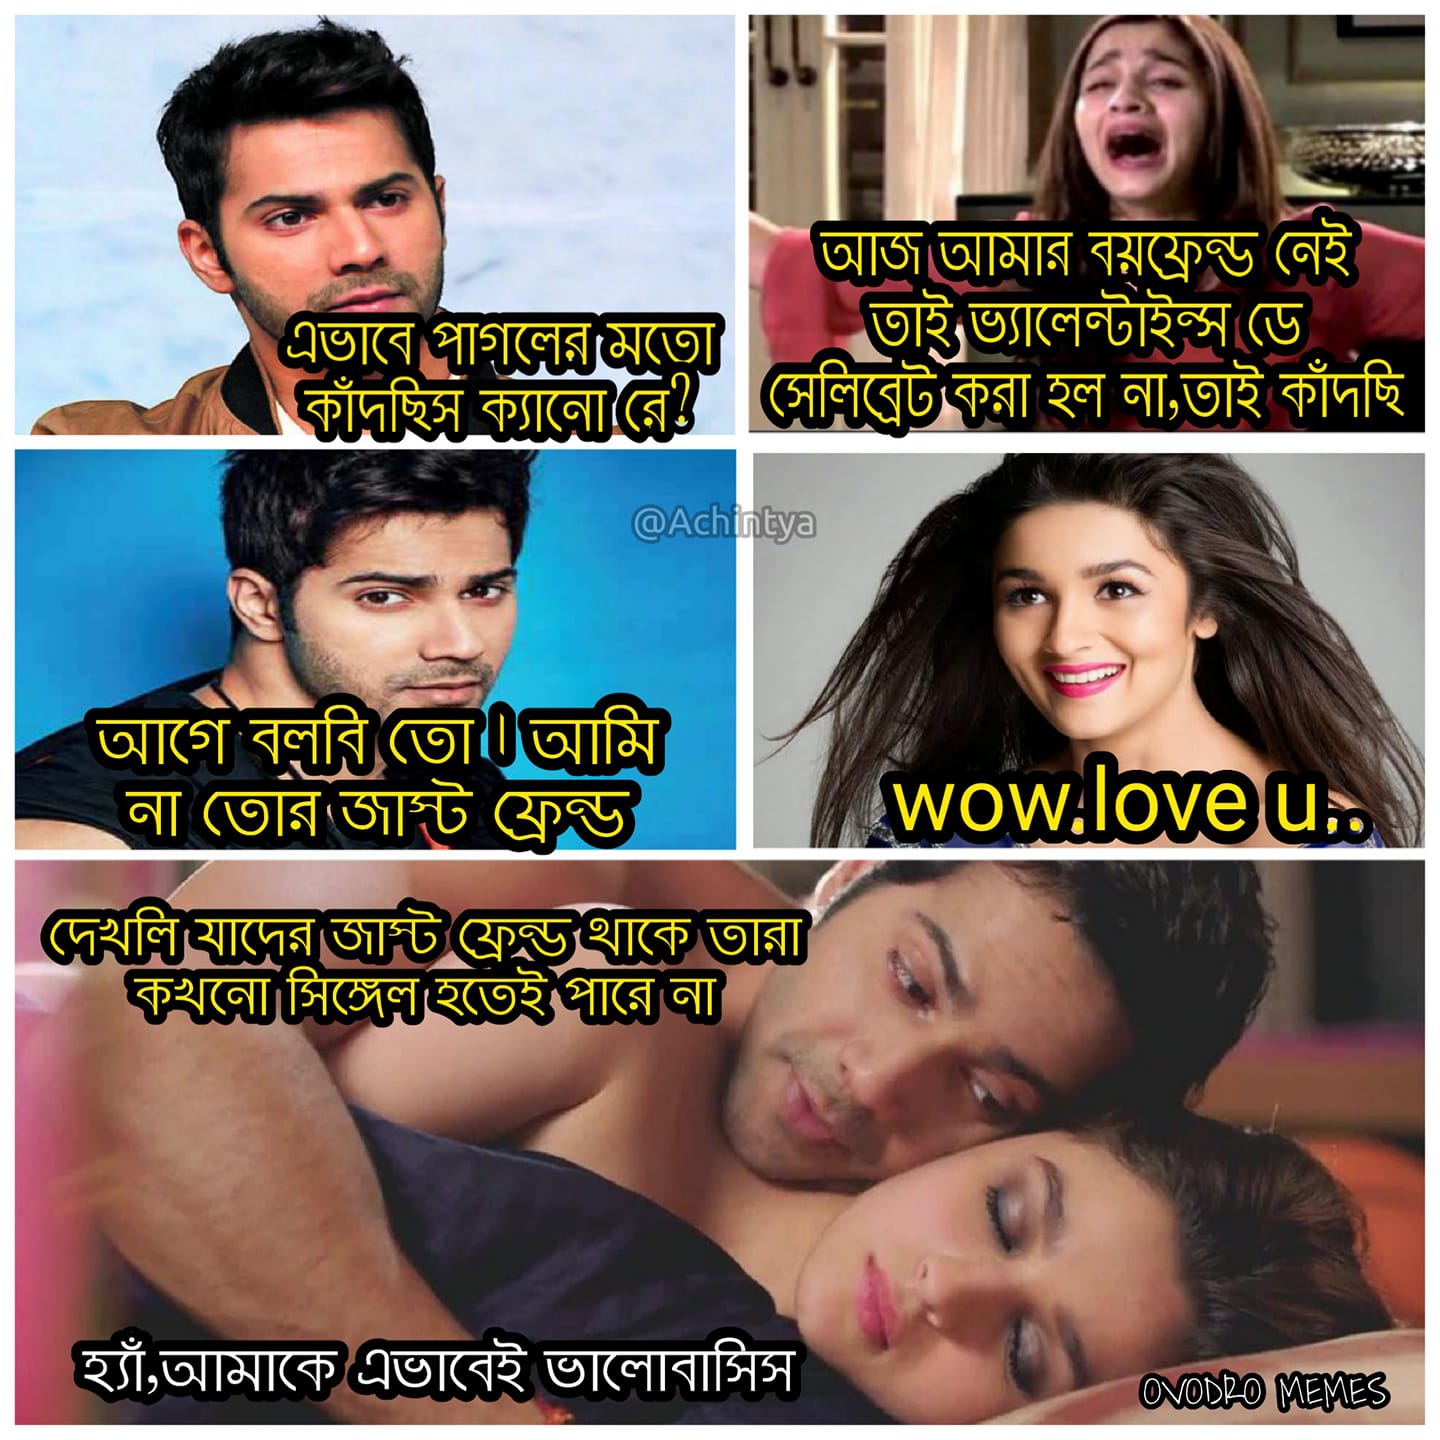 এভাবে পাগলের মতো
কাঁদছিস ক্যানো রে?
আজ আমার বয়ফ্রেন্ড নেই
তাই ভ্যালেন্টাইন্স ডে
সেলিব্রেট করা হল না,তাই কাঁদছি
@Achintya
আগে বলবি তো। আমি
না তোর জাস্ট ফ্রেন্ড
wow.love u..
দেখলি যাদের জাস্ট ফ্রেন্ড থাকে তারা
কখনো সিঙ্গেল হতেই পারে না
হ্যাঁ,আমাকে এভাবেই ভালোবাসিস
OVODRO MEMES